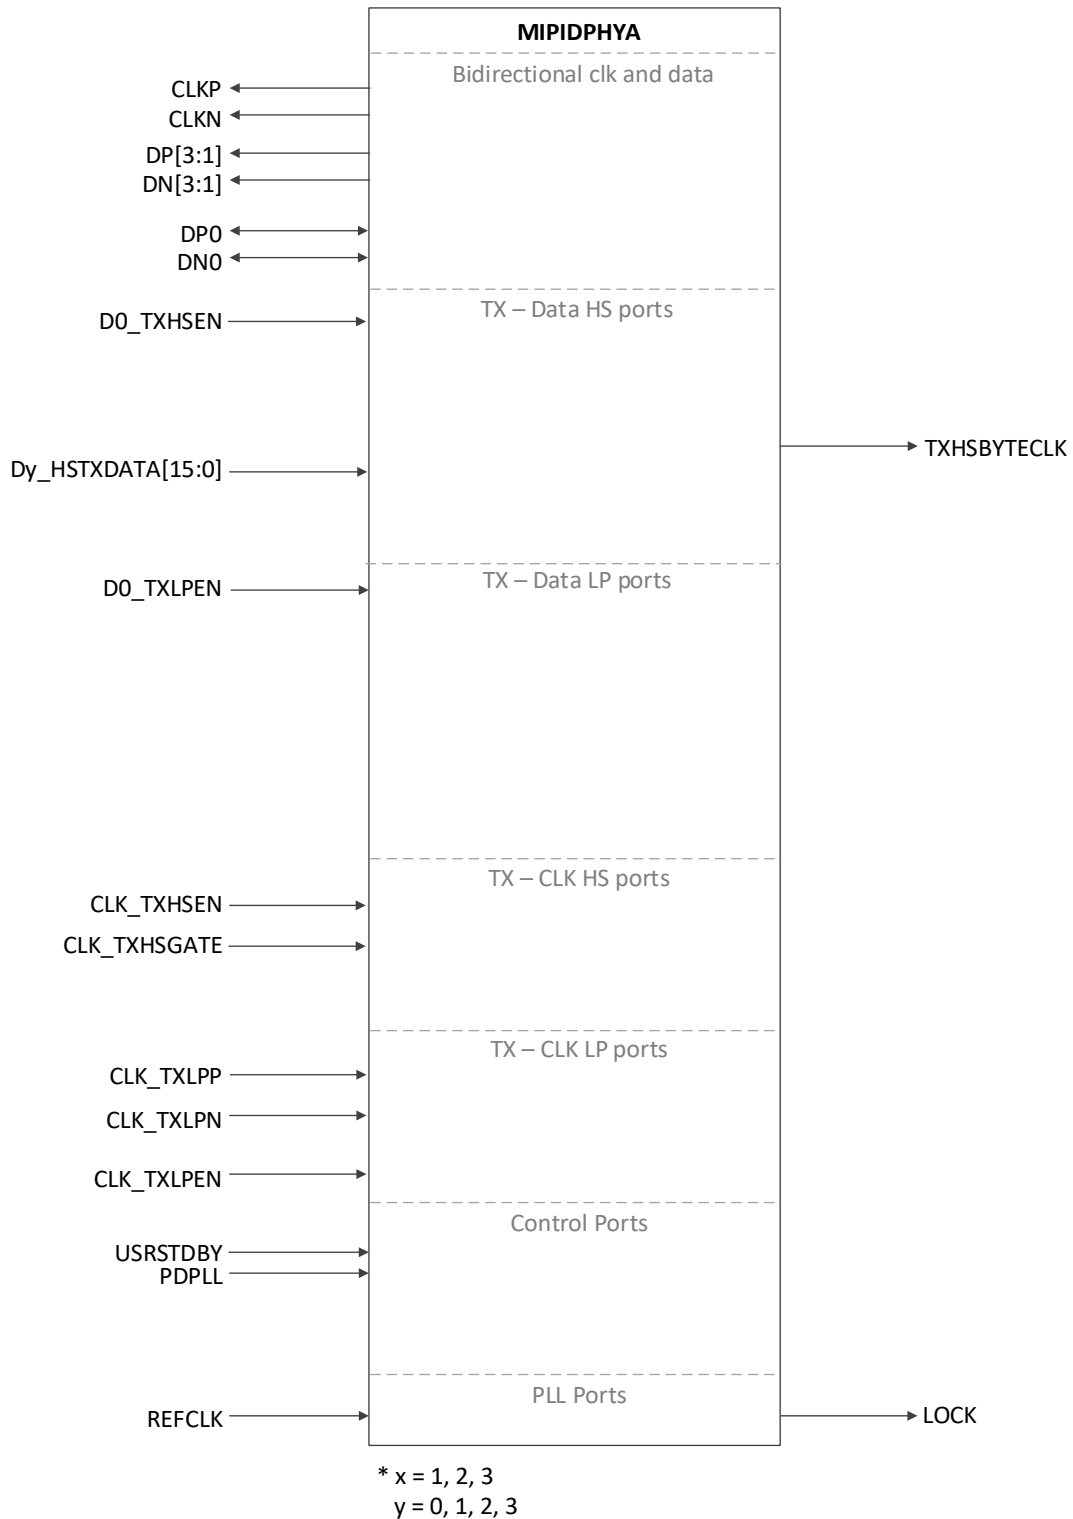 MIPIDPHYA
Bidirectional clk and data
CLKP
CLKN
DP[3:1]
DN[3:1]
DP0
DN0
TX – Data HS ports
D0_TXHSEN
TXHSBYTECLK
Dy_HSTXDATA[15:0]
TX – Data LP ports
D0_TXLPEN
TX – CLK HS ports
CLK_TXHSEN
CLK_TXHSGATE
TX – CLK LP ports
CLK_TXLPP
CLK_TXLPN
CLK_TXLPEN
Control Ports
USRSTDBY
PDPLL
PLL Ports
REFCLK
LOCK
* x = 1, 2, 3
y = 0, 1, 2, 3